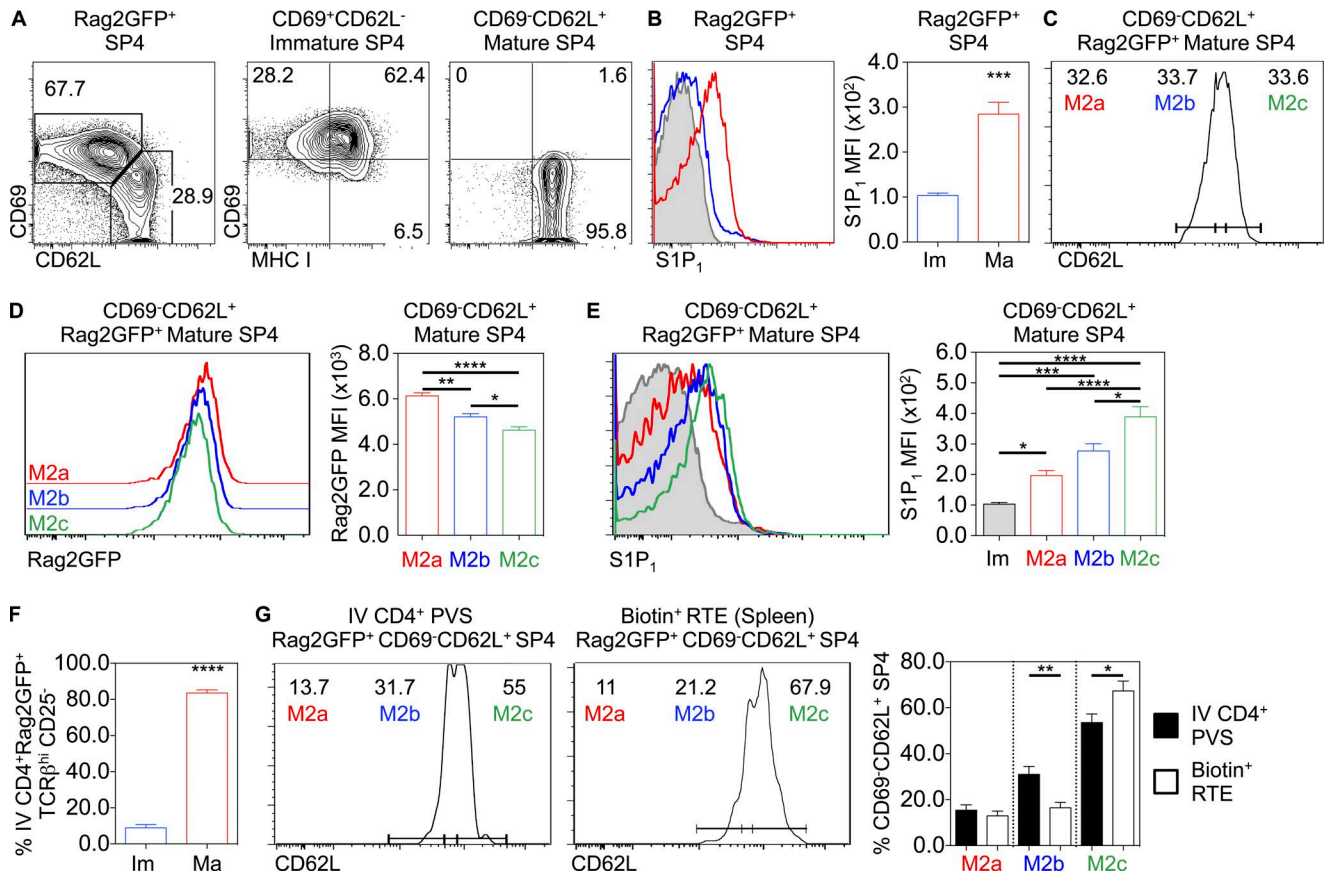 A
Rag2GFP⁺
SP4
CD69⁺CD62L⁻
Immature SP4
CD69⁻CD62L⁺
Mature SP4
67.7
28.9
CD69
CD62L
28.2
62.4
6.5
CD69
MHC I
0
1.6
95.8
B
Rag2GFP⁺
SP4
S1P₁
Rag2GFP⁺
SP4
S1P₁ MFI (x10²)
4.0
3.0
2.0
1.0
0.0
***
Im
Ma
C
CD69⁻CD62L⁺
Rag2GFP⁺ Mature SP4
32.6
33.7
33.6
M2a
M2b
M2c
CD62L
D
CD69⁻CD62L⁺
Rag2GFP⁺ Mature SP4
M2a
M2b
M2c
Rag2GFP
CD69⁻CD62L⁺
Mature SP4
Rag2GFP MFI (x10³)
8.0
6.0
4.0
2.0
0.0
****
**
*
M2a
M2b
M2c
E
CD69⁻CD62L⁺
Rag2GFP⁺ Mature SP4
S1P₁
CD69⁻CD62L⁺
Mature SP4
S1P₁ MFI (x10²)
6.0
5.0
4.0
3.0
2.0
1.0
0.0
****
***
****
*
*
Im
M2a
M2b
M2c
F
% IV CD4⁺Rag2GFP⁺
TCRβʰⁱ CD25⁻
100.0
80.0
60.0
40.0
20.0
0.0
****
Im
Ma
G
IV CD4⁺ PVS
Rag2GFP⁺ CD69⁻CD62L⁺ SP4
13.7
31.7
55
M2a
M2b
M2c
CD62L
Biotin⁺ RTE (Spleen)
Rag2GFP⁺ CD69⁻CD62L⁺ SP4
11
21.2
67.9
M2a
M2b
M2c
CD62L
% CD69⁻CD62L⁺ SP4
80.0
60.0
40.0
20.0
0.0
**
*
M2a
M2b
M2c
IV CD4⁺
PVS
Biotin⁺
RTE